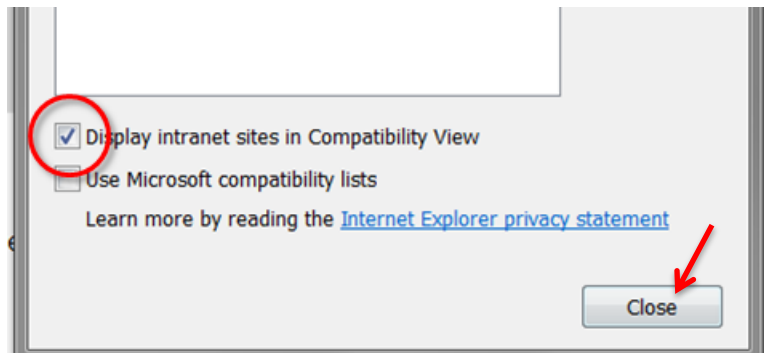 Display intranet sites in Compatibility View
Use Microsoft compatibility lists
Learn more by reading the Internet Explorer privacy statement
Close